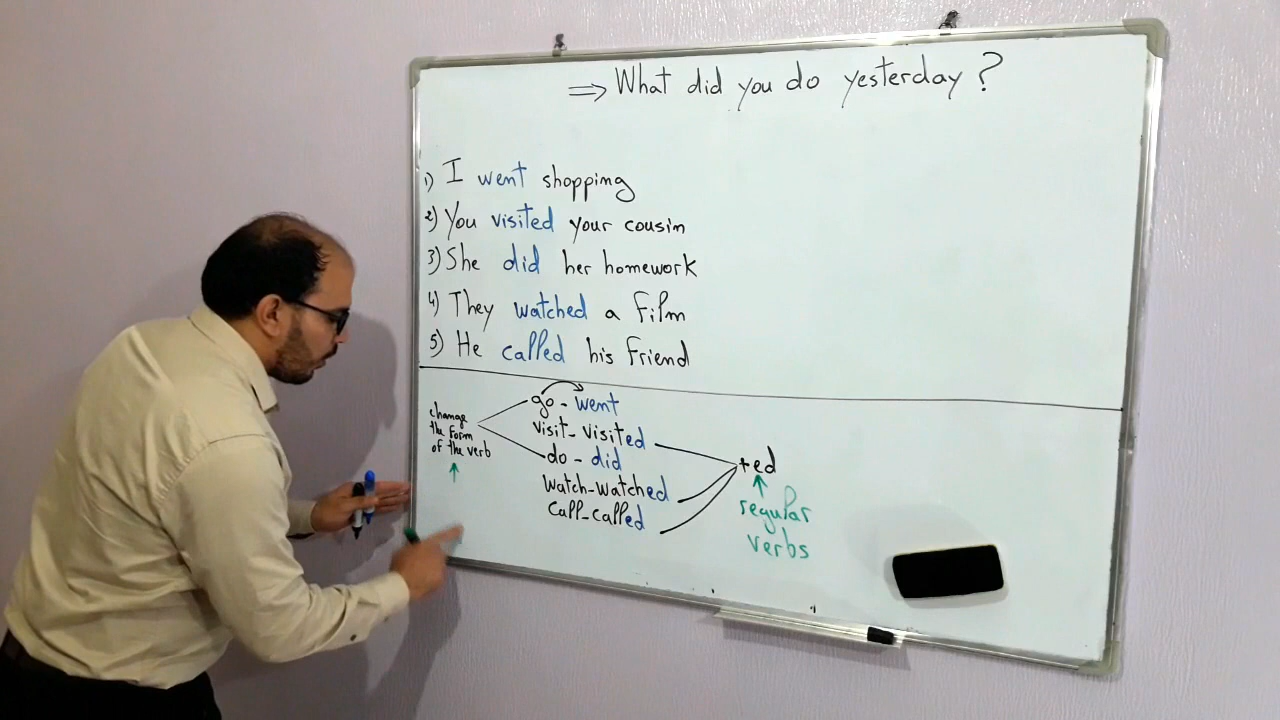 ⇒ What did you do yesterday?
1) I went shopping
2) You visited your cousin
3) She did her homework
4) They watched a film
5) He called his friend
change
the form
of the verb
go - went
visit - visited
do - did
watch - watched
call - called
+ed
regular
verbs